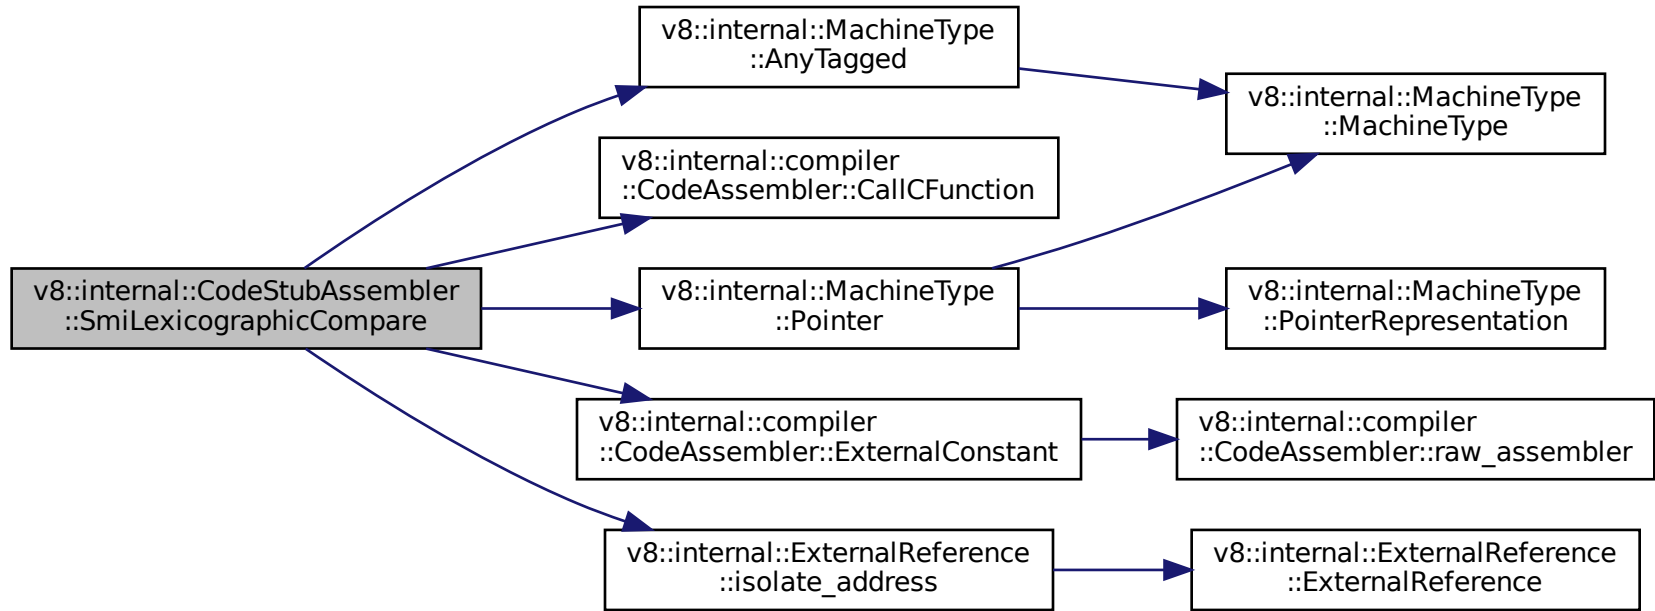 v8::internal::MachineType
::AnyTagged
v8::internal::MachineType
::MachineType
v8::internal::compiler
::CodeAssembler::CallCFunction
v8::internal::CodeStubAssembler
::SmiLexicographicCompare
v8::internal::MachineType
::Pointer
v8::internal::MachineType
::PointerRepresentation
v8::internal::compiler
::CodeAssembler::ExternalConstant
v8::internal::compiler
::CodeAssembler::raw_assembler
v8::internal::ExternalReference
::isolate_address
v8::internal::ExternalReference
::ExternalReference